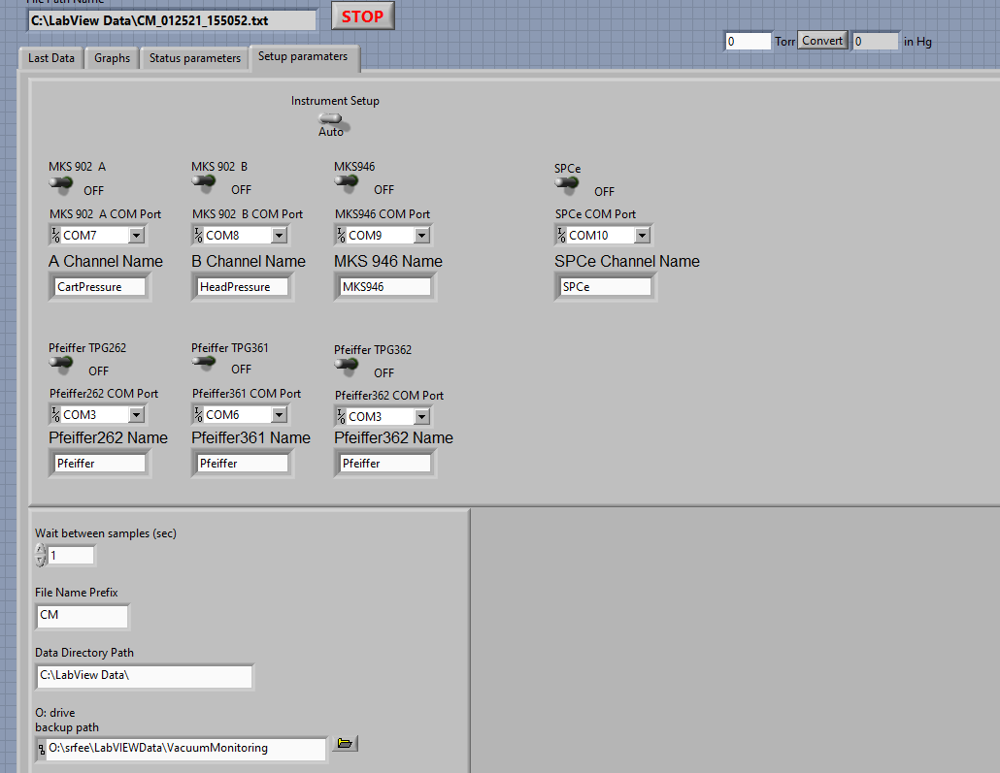 File Path Name
C:\LabView Data\CM_012521_155052.txt
STOP
0 Torr Convert 0 in Hg
Last Data Graphs Status parameters Setup paramaters
Instrument Setup
Auto
MKS 902 A MKS 902 B MKS946 SPCe
OFF OFF OFF OFF
MKS 902 A COM Port MKS 902 B COM Port MKS946 COM Port SPCe COM Port
COM7 COM8 COM9 COM10
A Channel Name B Channel Name MKS 946 Name SPCe Channel Name
CartPressure HeadPressure MKS946 SPCe
Pfeiffer TPG262 Pfeiffer TPG361 Pfeiffer TPG362
OFF OFF OFF
Pfeiffer262 COM Port Pfeiffer361 COM Port Pfeiffer362 COM Port
COM3 COM6 COM3
Pfeiffer262 Name Pfeiffer361 Name Pfeiffer362 Name
Pfeiffer Pfeiffer Pfeiffer
Wait between samples (sec)
1
File Name Prefix
CM
Data Directory Path
C:\LabView Data\
O: drive
backup path
O:\srfee\LabVIEWData\VacuumMonitoring